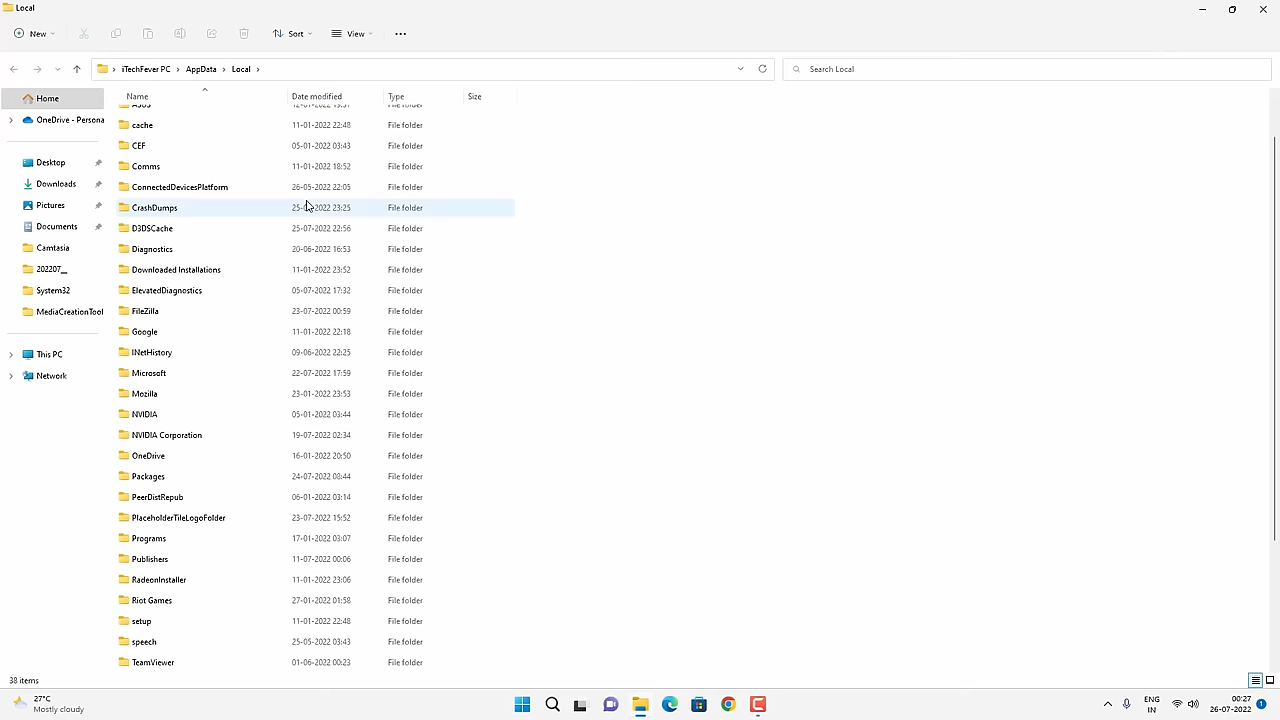 Local
New Sort View
iTechFever PC AppData Local Search Local
Name Date modified Type Size
cache 11-01-2022 22:48 File folder
CEF 05-01-2022 03:43 File folder
Comms 11-01-2022 18:52 File folder
ConnectedDevicesPlatform 26-05-2022 22:05 File folder
CrashDumps 23:25 File folder
D3DSCache 25-07-2022 22:56 File folder
Diagnostics 20-06-2022 16:53 File folder
Downloaded Installations 11-01-2022 23:52 File folder
ElevatedDiagnostics 05-07-2022 17:32 File folder
FileZilla 23-07-2022 00:59 File folder
Google 11-01-2022 22:18 File folder
INetHistory 09-06-2022 22:25 File folder
Microsoft 22-07-2022 17:59 File folder
Mozilla 23-01-2022 23:53 File folder
NVIDIA 05-01-2022 03:44 File folder
NVIDIA Corporation 19-07-2022 02:34 File folder
OneDrive 16-01-2022 20:50 File folder
Packages 24-07-2022 08:44 File folder
PeerDistRepub 06-01-2022 03:14 File folder
PlaceholderTileLogoFolder 23-07-2022 15:52 File folder
Programs 17-01-2022 03:07 File folder
Publishers 11-07-2022 00:06 File folder
RadeonInstaller 11-01-2022 23:06 File folder
Riot Games 27-01-2022 01:58 File folder
setup 11-01-2022 22:48 File folder
speech 25-05-2022 03:43 File folder
TeamViewer 01-06-2022 00:23 File folder
Home
OneDrive - Persona
Desktop
Downloads
Pictures
Documents
Camtasia
202207__
System32
MediaCreationTool
This PC
Network
38 items
27°C
Mostly cloudy
ENG
IN
00:27
26-07-2022
1